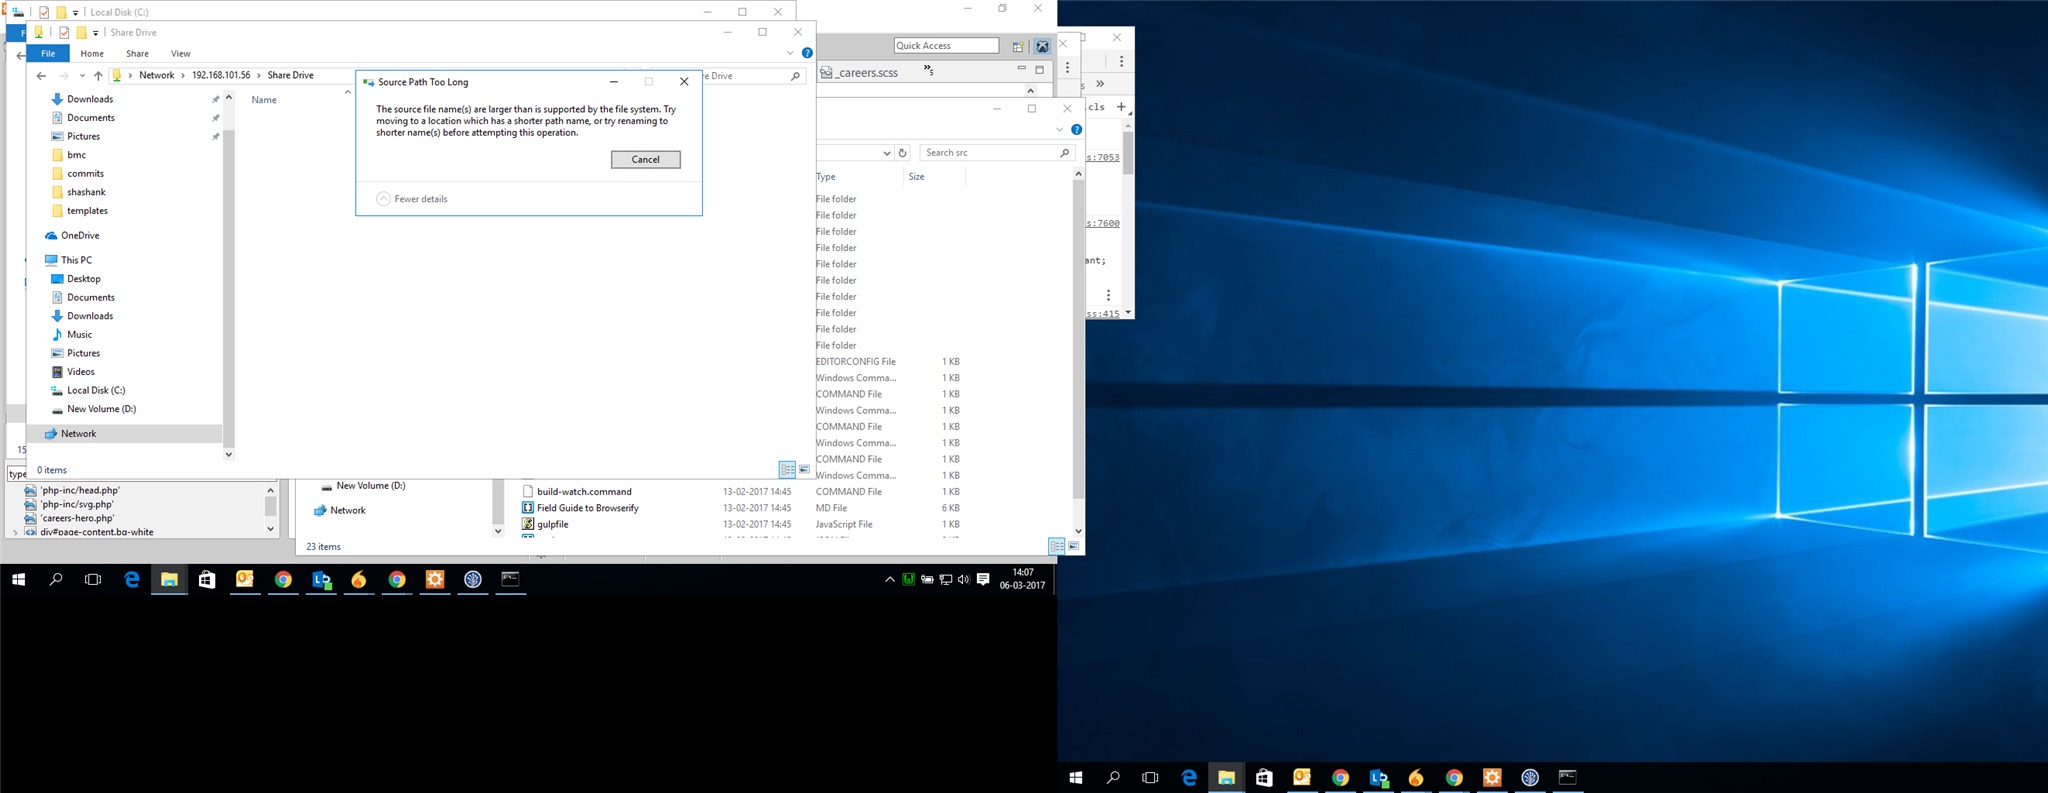 Local Disk (C:)
Share Drive
File
Home
Share
View
Network
192.168.101.56
Share Drive
Downloads
Documents
Pictures
bmc
commits
shashank
templates
OneDrive
This PC
Desktop
Documents
Downloads
Music
Pictures
Videos
Local Disk (C:)
New Volume (D:)
Network
0 items
Name
Source Path Too Long
The source file name(s) are larger than is supported by the file system. Try
moving to a location which has a shorter path name, or try renaming to
shorter name(s) before attempting this operation.
Cancel
Fewer details
Quick Access
_careers.scss
5
.cls
Search src
Type
Size
File folder
File folder
File folder
File folder
File folder
File folder
File folder
File folder
File folder
File folder
EDITORCONFIG File 1 KB
Windows Comma... 1 KB
COMMAND File 1 KB
Windows Comma... 1 KB
COMMAND File 1 KB
Windows Comma... 1 KB
COMMAND File 1 KB
Windows Comma... 1 KB
build-watch.command 13-02-2017 14:45 COMMAND File 1 KB
Field Guide to Browserify 13-02-2017 14:45 MD File 6 KB
gulpfile 13-02-2017 14:45 JavaScript File 1 KB
s:7053
ss:7600
ant;
ss:415
15
type
'php-inc/head.php'
'php-inc/svg.php'
'careers-hero.php'
div#page-content.bg-white
New Volume (D:)
Network
23 items
14:07
06-03-2017